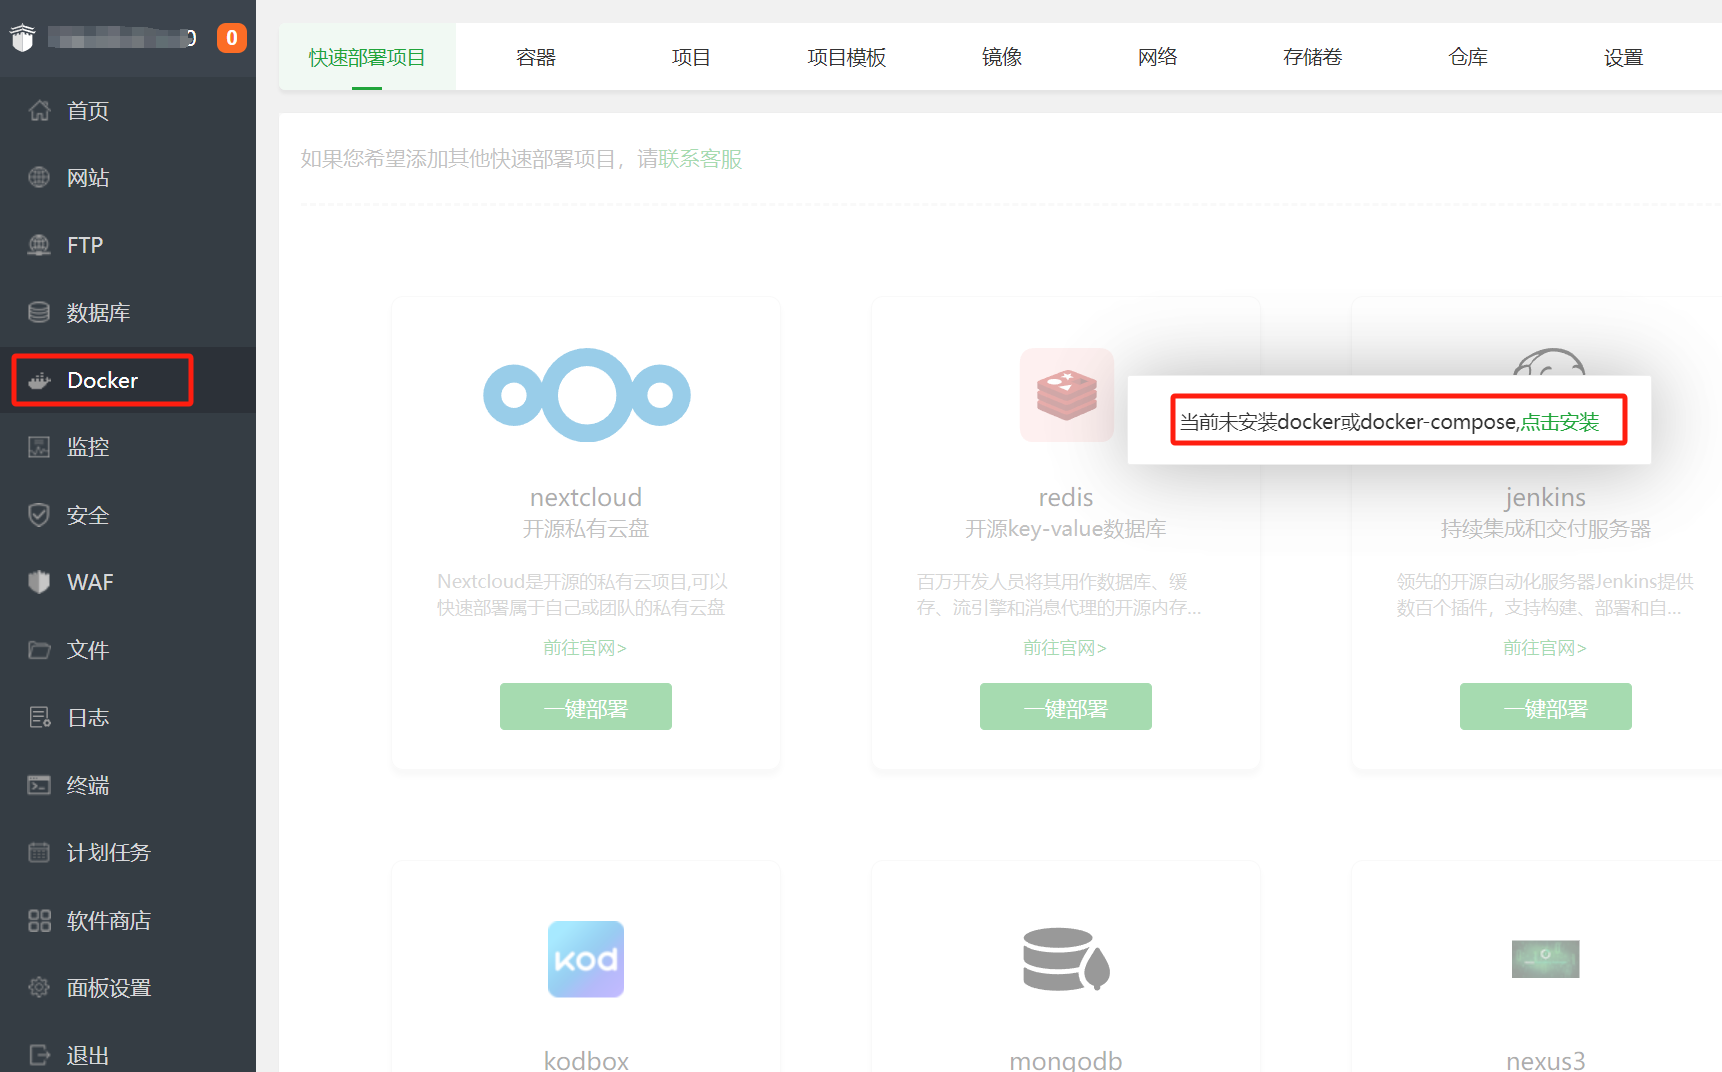 0
首页
网站
FTP
数据库
Docker
监控
安全
WAF
文件
日志
终端
计划任务
软件商店
面板设置
退出
快速部署项目
容器
项目
项目模板
镜像
网络
存储卷
仓库
设置
如果您希望添加其他快速部署项目，请联系客服
当前未安装docker或docker-compose,点击安装
nextcloud
开源私有云盘
Nextcloud是开源的私有云项目,可以
快速部署属于自己或团队的私有云盘
前往官网>
一键部署
redis
开源key-value数据库
百万开发人员将其用作数据库、缓
存、流引擎和消息代理的开源内存...
前往官网>
一键部署
jenkins
持续集成和交付服务器
领先的开源自动化服务器Jenkins提供
数百个插件，支持构建、部署和自...
前往官网>
一键部署
kod
kodbox
mongodb
nexus3